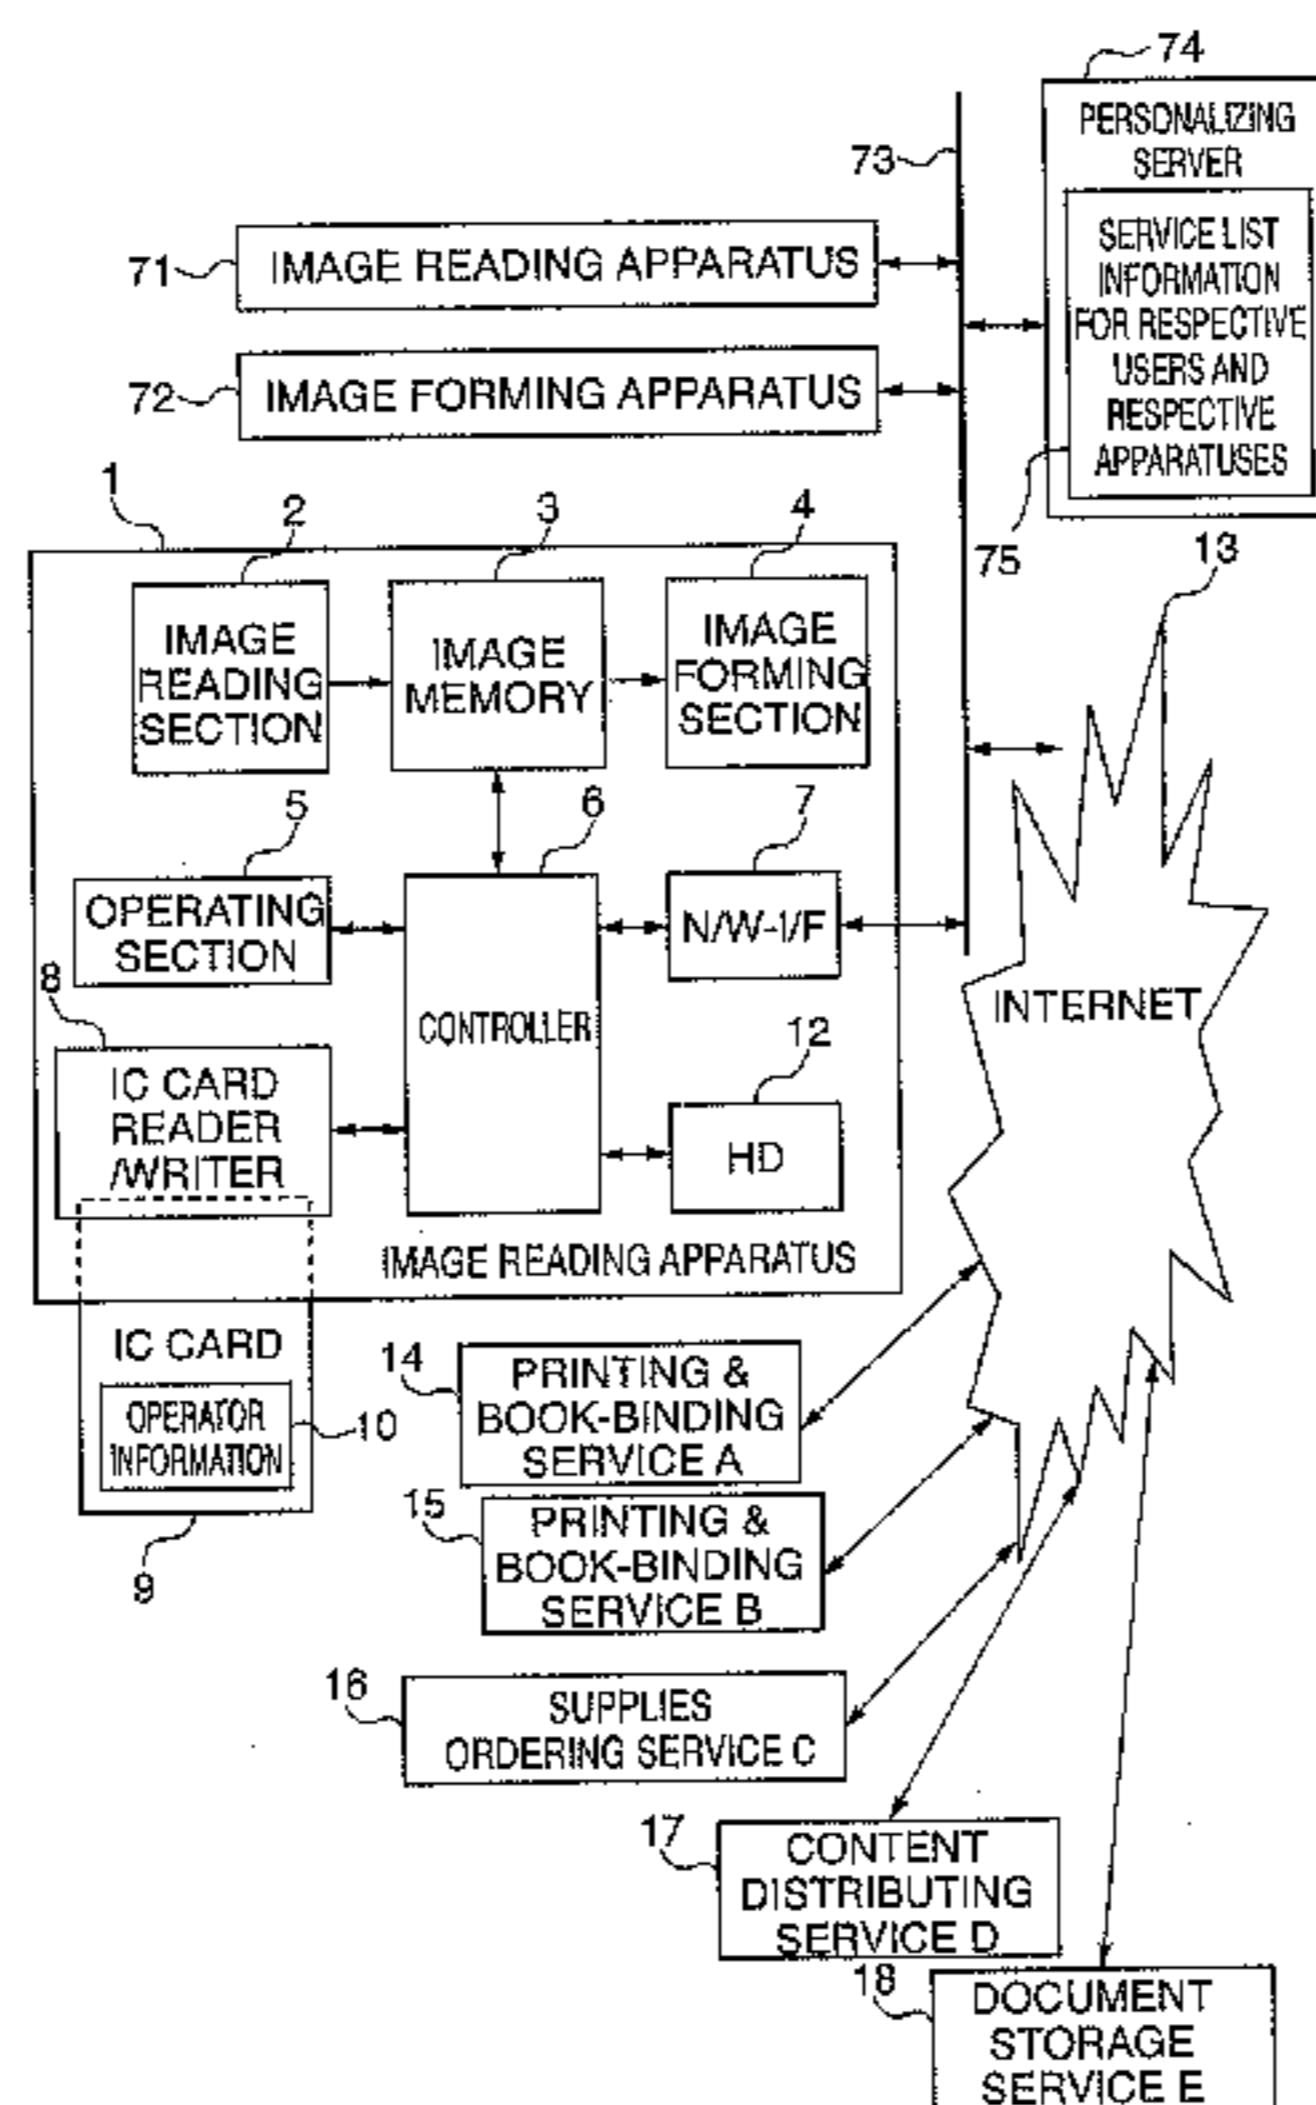 74
PERSONALIZING
SERVER
73
SERVICE LIST
INFORMATION
FOR RESPECTIVE
USERS AND
RESPECTIVE
APPARATUSES
75
71
IMAGE READING APPARATUS
72
IMAGE FORMING APPARATUS
1
2
3
4
13
IMAGE
READING
SECTION
IMAGE
MEMORY
IMAGE
FORMING
SECTION
5
6
7
OPERATING
SECTION
CONTROLLER
N/W-I/F
INTERNET
8
12
IC CARD
READER
/WRITER
HD
IMAGE READING APPARATUS
IC CARD
OPERATOR
INFORMATION
10
9
14
PRINTING &
BOOK-BINDING
SERVICE A
15
PRINTING &
BOOK-BINDING
SERVICE B
16
SUPPLIES
ORDERING SERVICE C
17
CONTENT
DISTRIBUTING
SERVICE D
18
DOCUMENT
STORAGE
SERVICE E